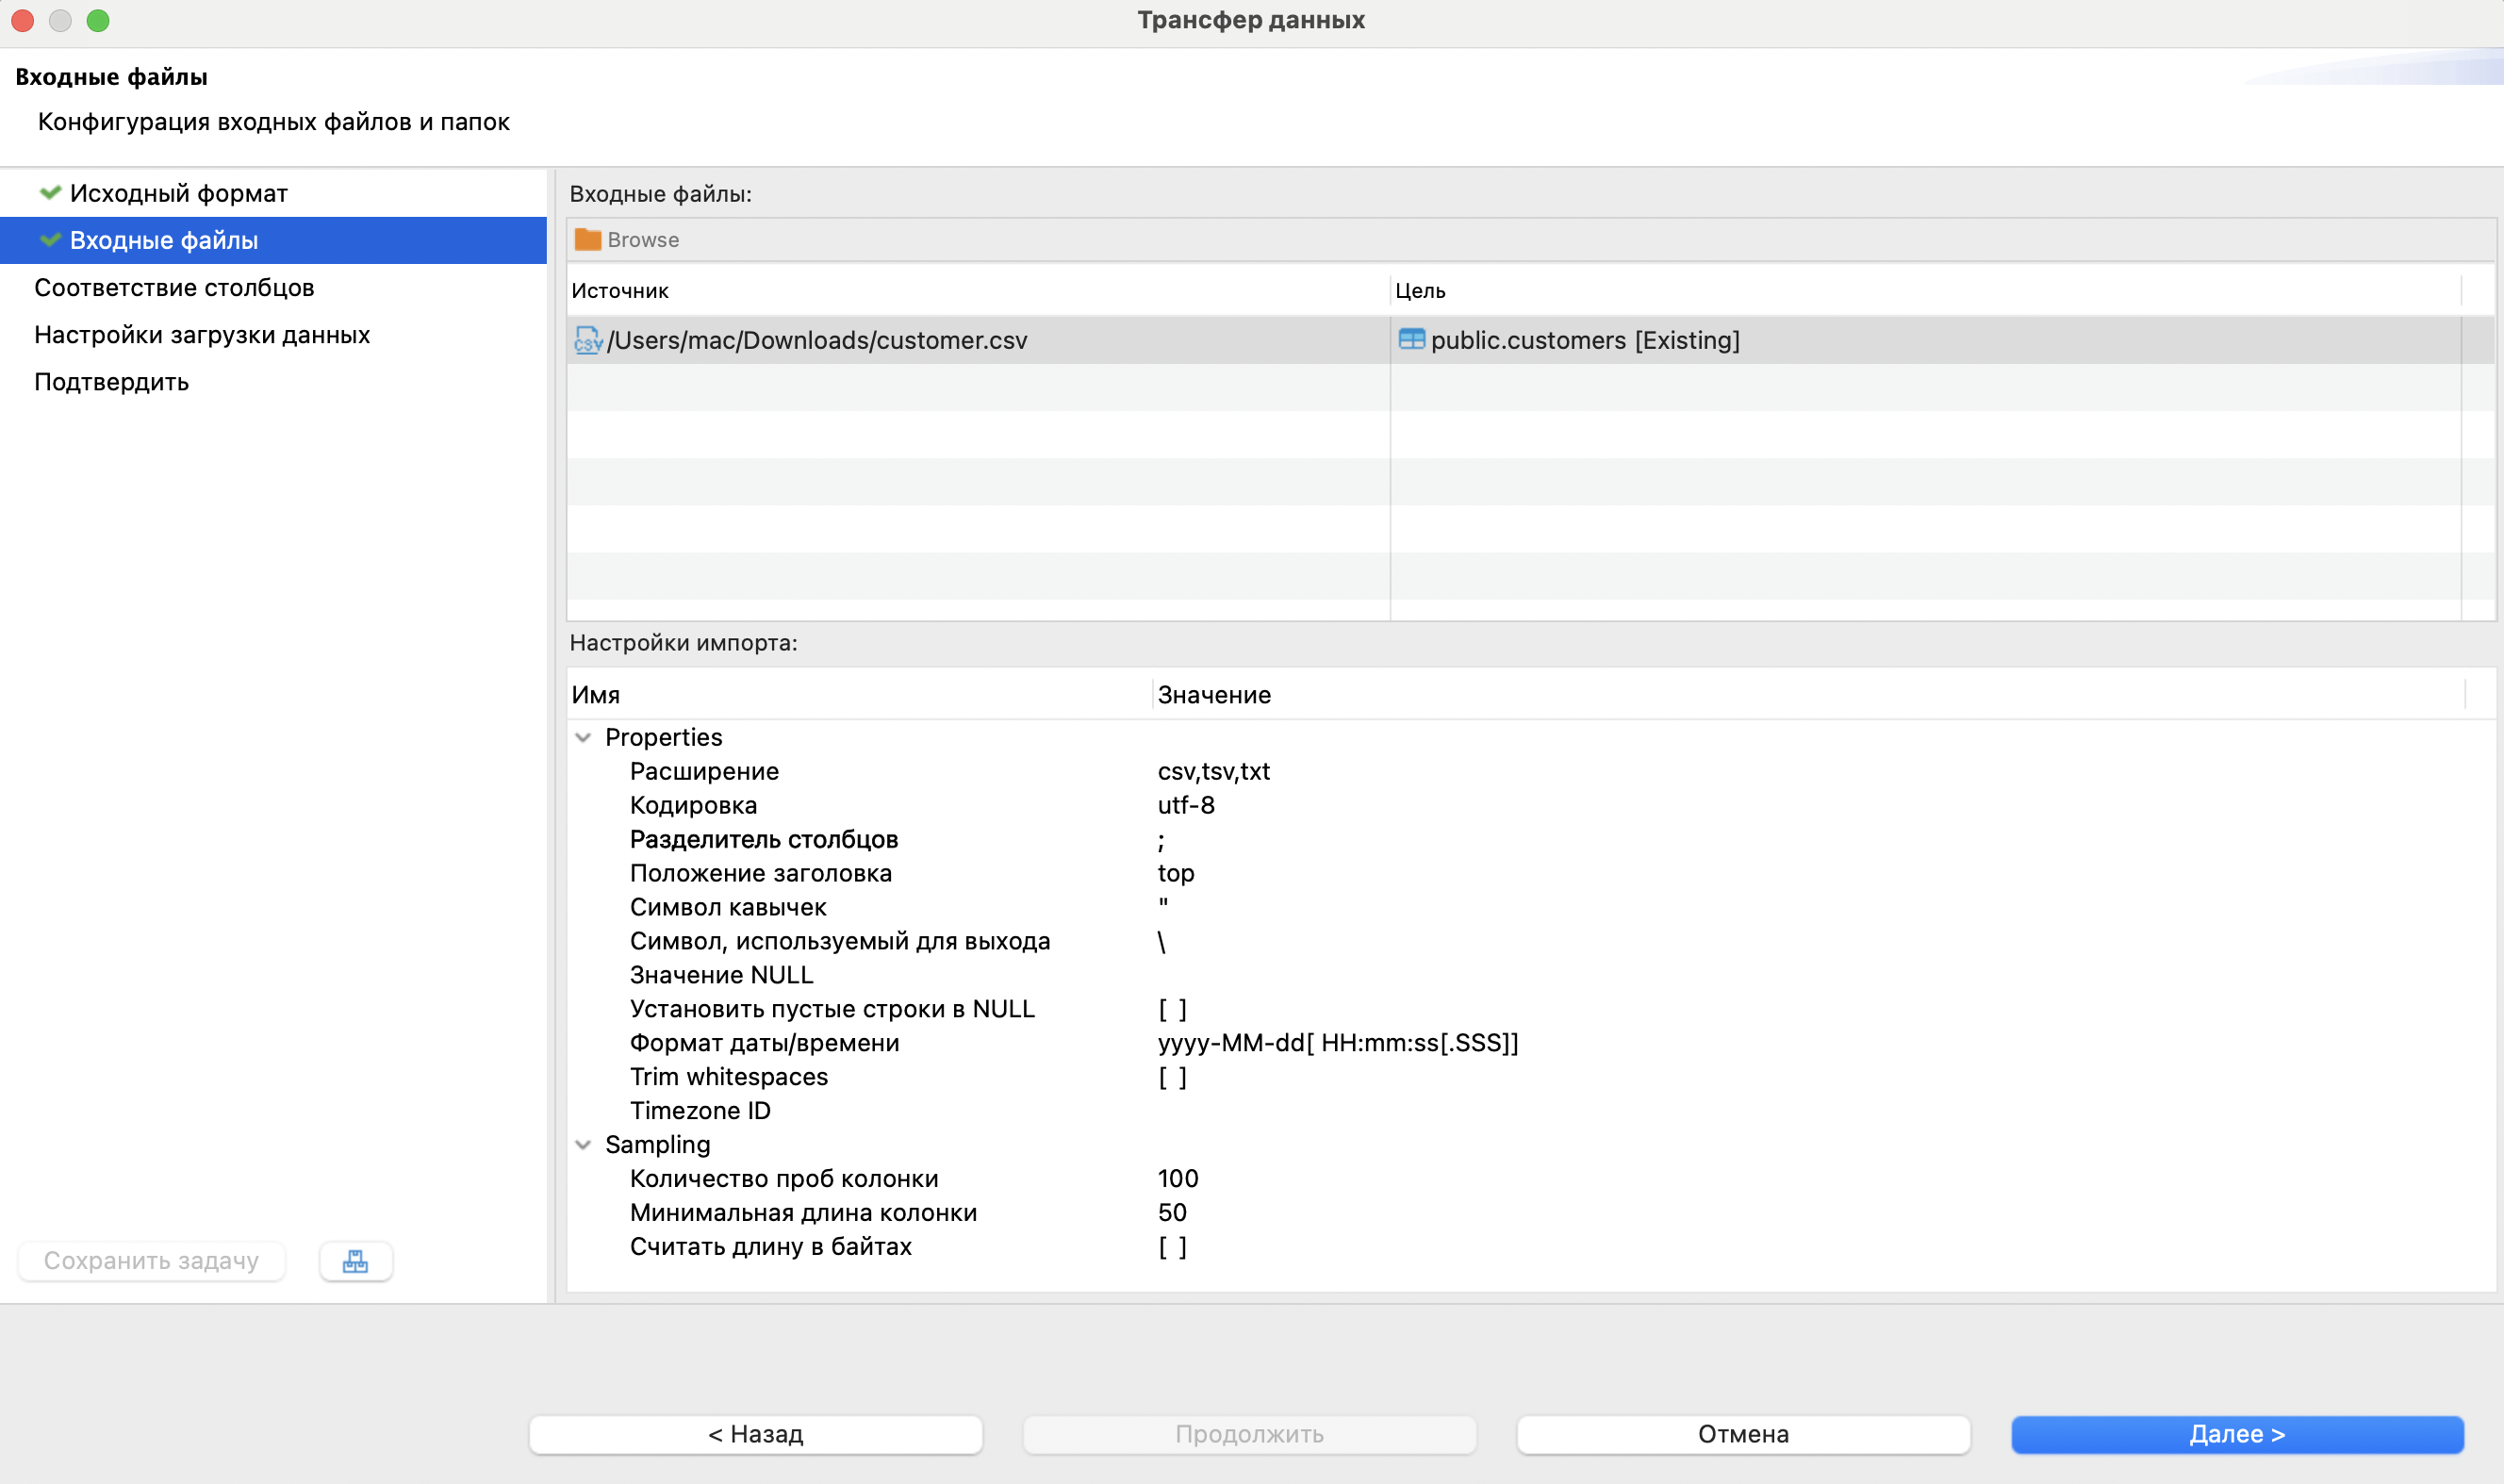 Трансфер данных
Входные файлы
Конфигурация входных файлов и папок
Исходный формат
Входные файлы
Соответствие столбцов
Настройки загрузки данных
Подтвердить
Сохранить задачу
Входные файлы:
Browse
Источник Цель
CSV /Users/mac/Downloads/customer.csv public.customers [Existing]
Настройки импорта:
Имя Значение
Properties
Расширение csv,tsv,txt
Кодировка utf-8
Разделитель столбцов ;
Положение заголовка top
Символ кавычек "
Символ, используемый для выхода \
Значение NULL
Установить пустые строки в NULL [ ]
Формат даты/времени yyyy-MM-dd[ HH:mm:ss[.SSS]]
Trim whitespaces [ ]
Timezone ID
Sampling
Количество проб колонки 100
Минимальная длина колонки 50
Считать длину в байтах [ ]
< Назад Продолжить Отмена Далее >